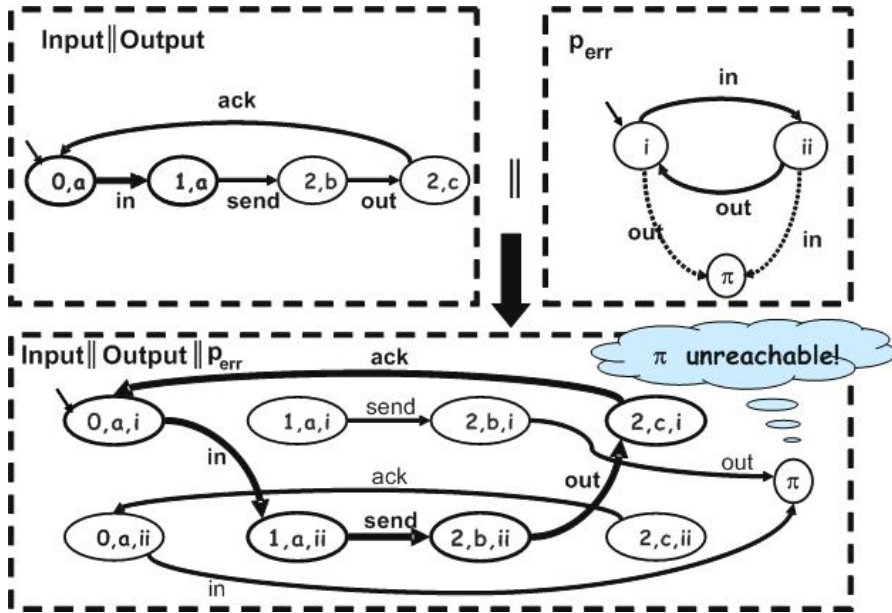 Input||Output
ack
0,a
1,a
2,b
2,c
in
send
out
||
p_err
in
i
ii
out
out
in
π
Input||Output||p_err
ack
π unreachable!
0,a,i
1,a,i
send
2,b,i
2,c,i
in
out
out
π
ack
send
0,a,ii
1,a,ii
2,b,ii
2,c,ii
in